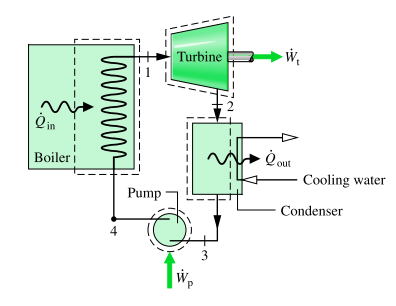 Turbine
Ẇt
1
2
Q̇in
Boiler
Q̇out
Cooling water
Pump
Condenser
4
3
Ẇp